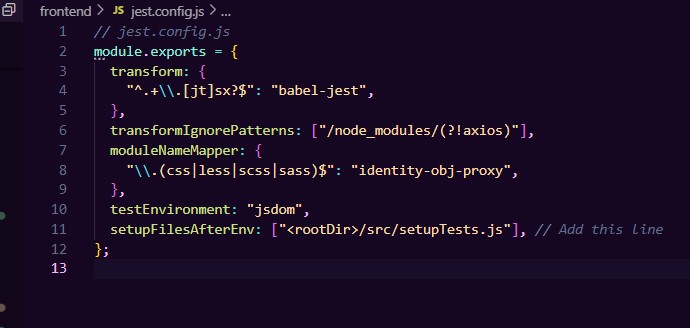 frontend > JS jest.config.js > ...
1 // jest.config.js
2 module.exports = {
3   transform: {
4     "^.+\\.[jt]sx?$": "babel-jest",
5   },
6   transformIgnorePatterns: ["/node_modules/(?!axios)"],
7   moduleNameMapper: {
8     "\\.(css|less|scss|sass)$": "identity-obj-proxy",
9   },
10   testEnvironment: "jsdom",
11   setupFilesAfterEnv: ["<rootDir>/src/setupTests.js"], // Add this line
12 };
13